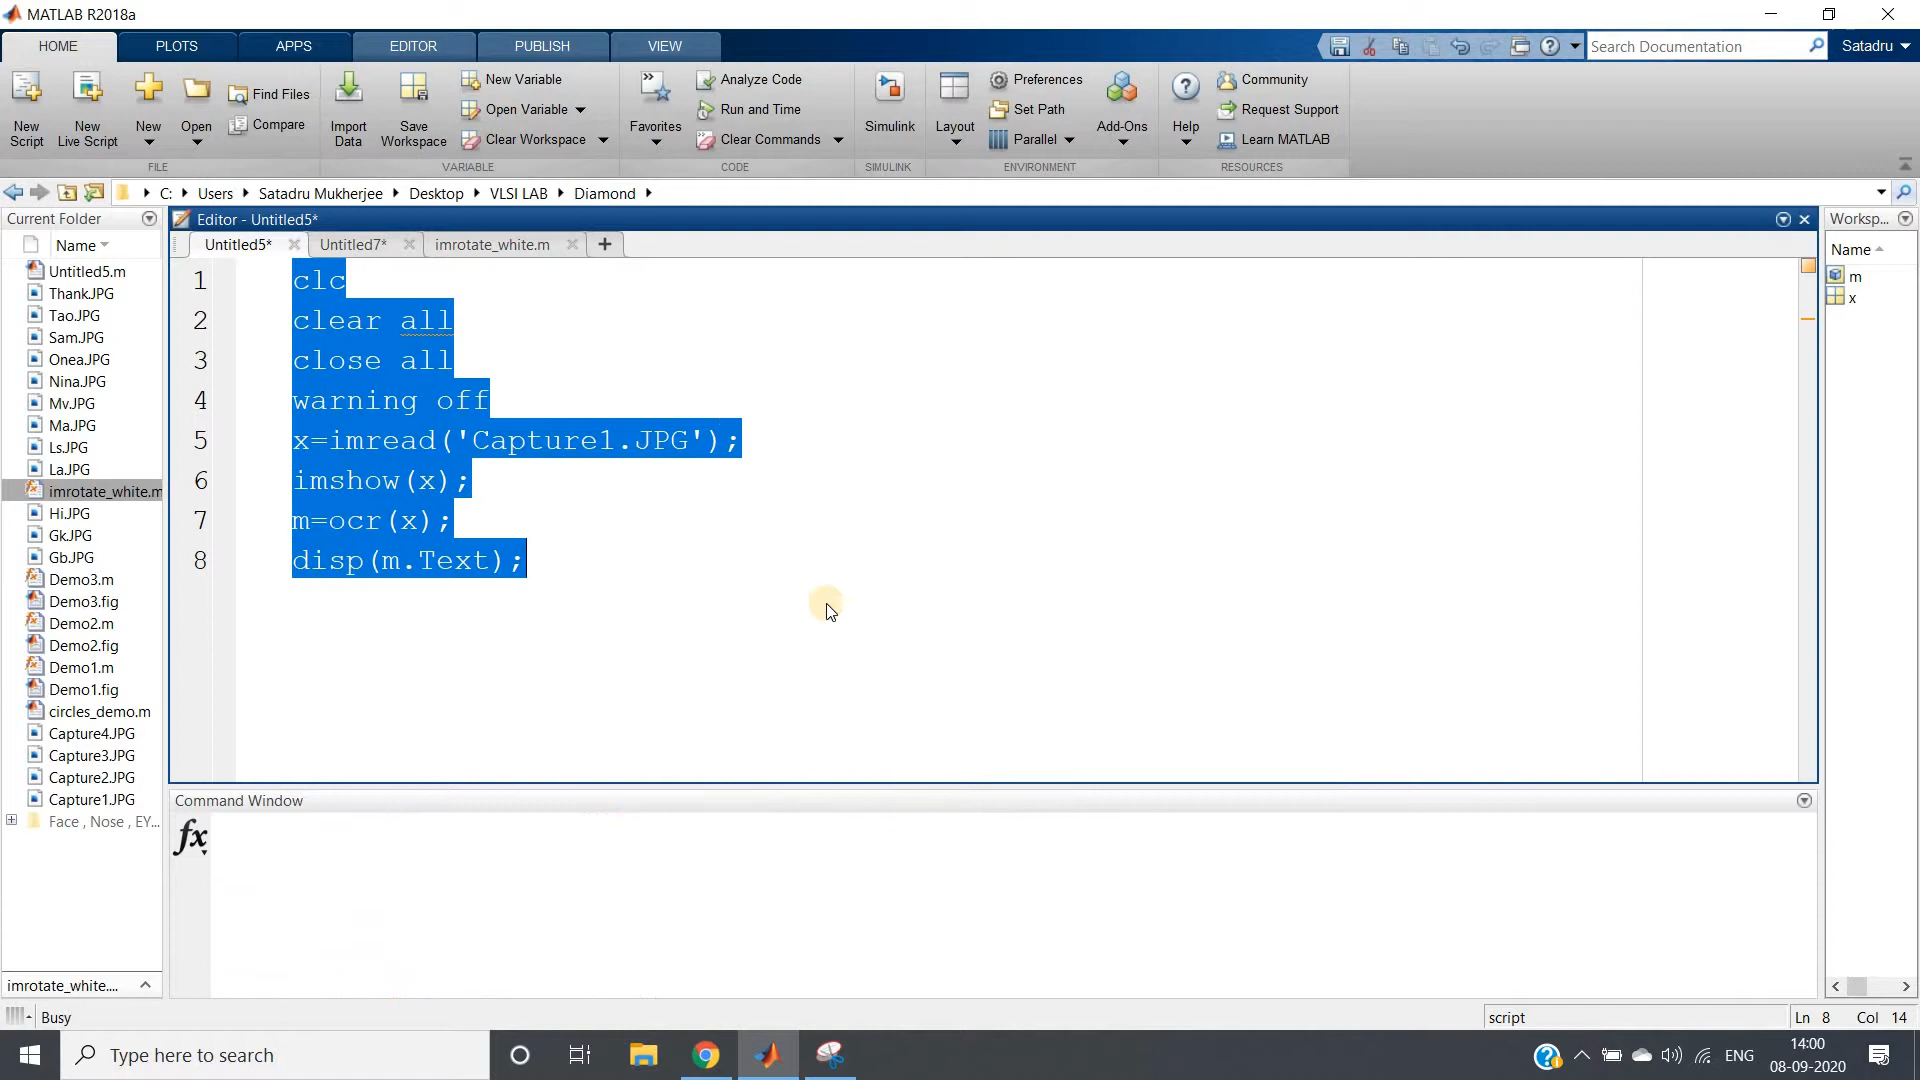 MATLAB R2018a
HOME PLOTS APPS EDITOR PUBLISH VIEW
Search Documentation
Satadru
New Script
New Live Script
New
Open
Find Files
Compare
FILE
Import Data
Save Workspace
New Variable
Open Variable
Clear Workspace
VARIABLE
Favorites
Analyze Code
Run and Time
Clear Commands
CODE
Simulink
SIMULINK
Layout
Preferences
Set Path
Parallel
Add-Ons
ENVIRONMENT
Help
Community
Request Support
Learn MATLAB
RESOURCES
C: Users Satadru Mukherjee Desktop VLSI LAB Diamond
Current Folder
Name
Untitled5.m
Thank.JPG
Tao.JPG
Sam.JPG
Onea.JPG
Nina.JPG
Mv.JPG
Ma.JPG
Ls.JPG
La.JPG
imrotate_white.m
Hi.JPG
Gk.JPG
Gb.JPG
Demo3.m
Demo3.fig
Demo2.m
Demo2.fig
Demo1.m
Demo1.fig
circles_demo.m
Capture4.JPG
Capture3.JPG
Capture2.JPG
Capture1.JPG
Face , Nose , EY...
imrotate_white....
Editor - Untitled5*
Untitled5* Untitled7* imrotate_white.m
1 clc
2 clear all
3 close all
4 warning off
5 x=imread('Capture1.JPG');
6 imshow(x);
7 m=ocr(x);
8 disp(m.Text);
Command Window
fx
Worksp...
Name
m
x
Busy
script
Ln 8 Col 14
Type here to search
ENG
14:00
08-09-2020